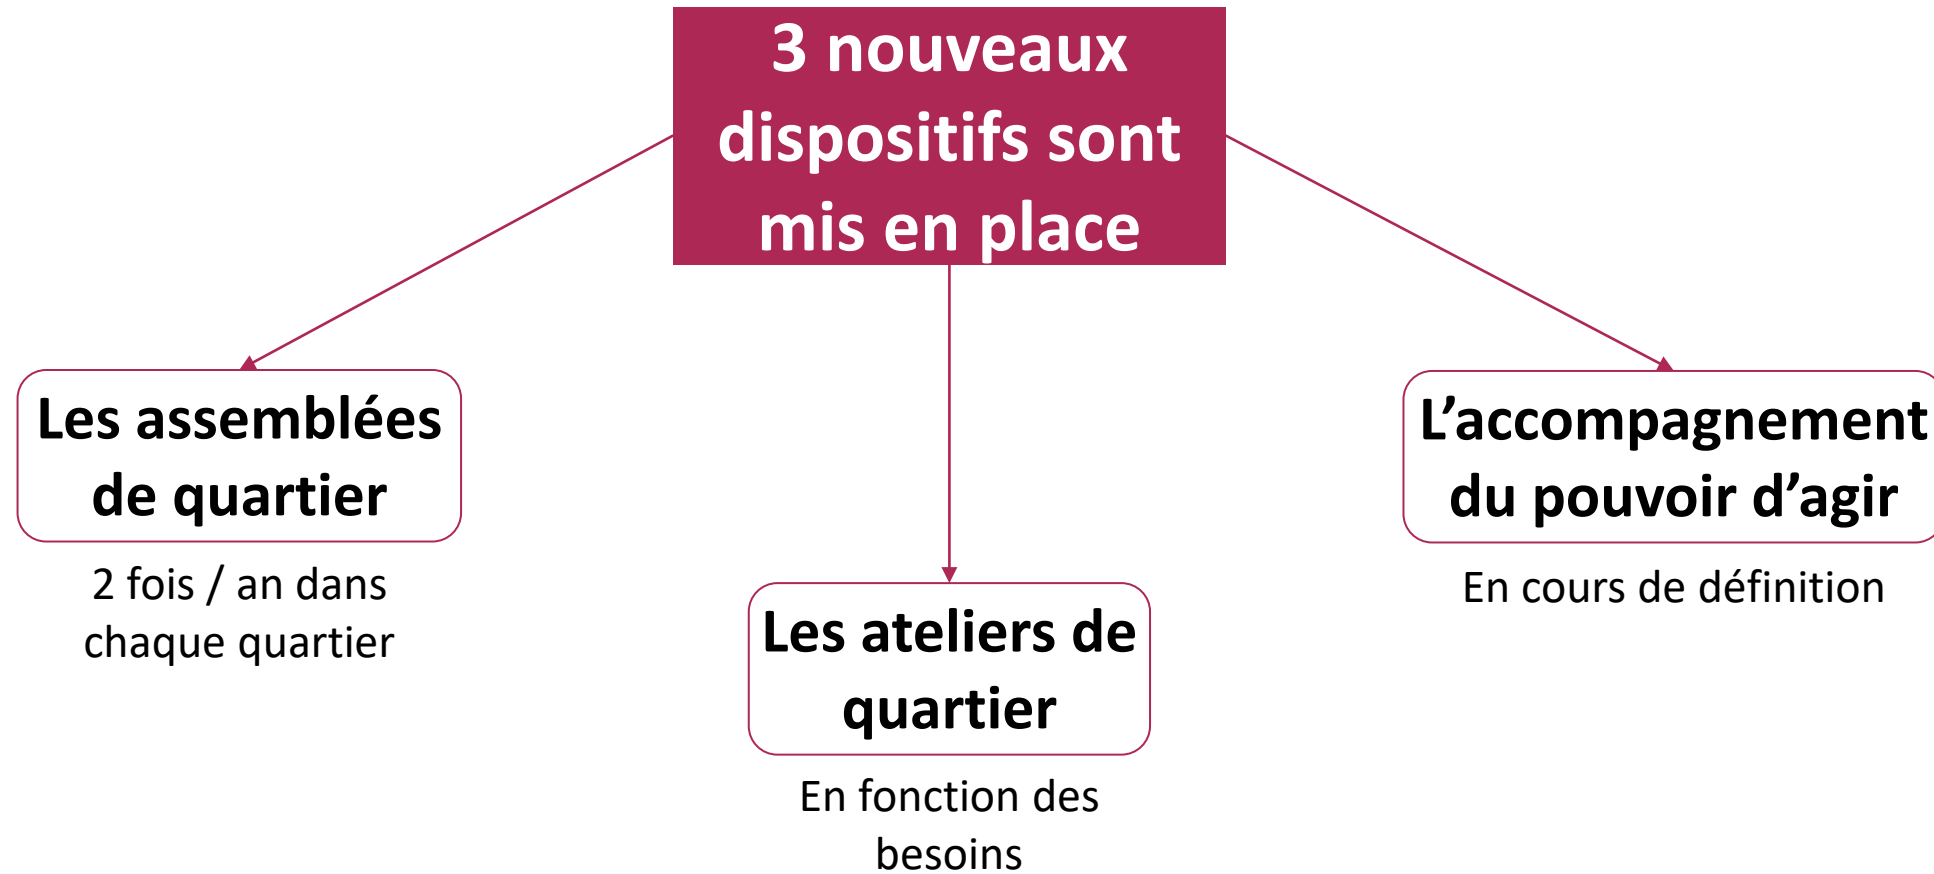 3 nouveaux
dispositifs sont
mis en place
Les assemblées
de quartier
2 fois / an dans
chaque quartier
Les ateliers de
quartier
En fonction des
besoins
L’accompagnement
du pouvoir d’agir
En cours de définition